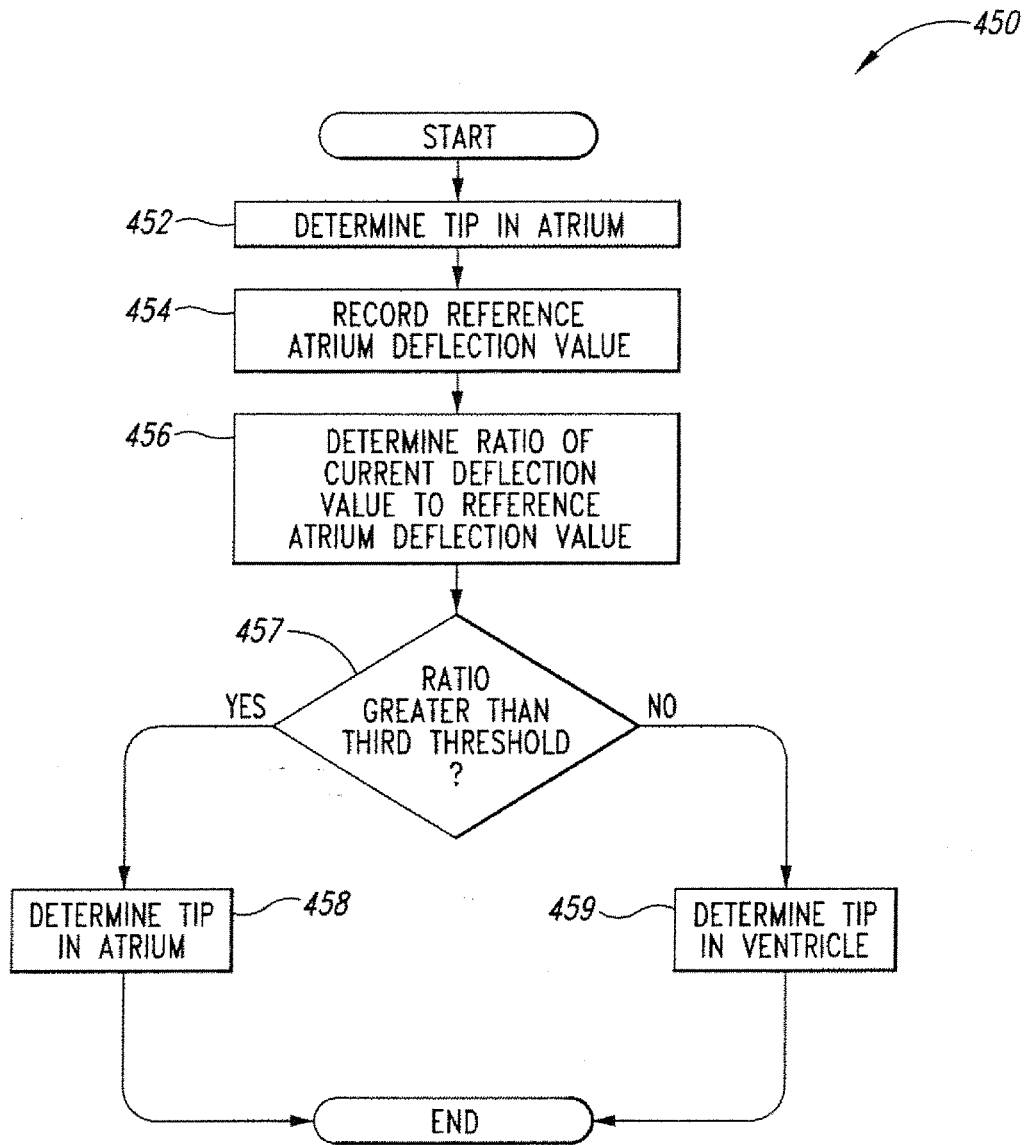 450
START
452
DETERMINE TIP IN ATRIUM
454
RECORD REFERENCE
ATRIUM DEFLECTION VALUE
456
DETERMINE RATIO OF
CURRENT DEFLECTION
VALUE TO REFERENCE
ATRIUM DEFLECTION VALUE
457
RATIO
GREATER THAN
THIRD THRESHOLD
?
YES
NO
DETERMINE TIP
IN ATRIUM
458
459
DETERMINE TIP
IN VENTRICLE
END